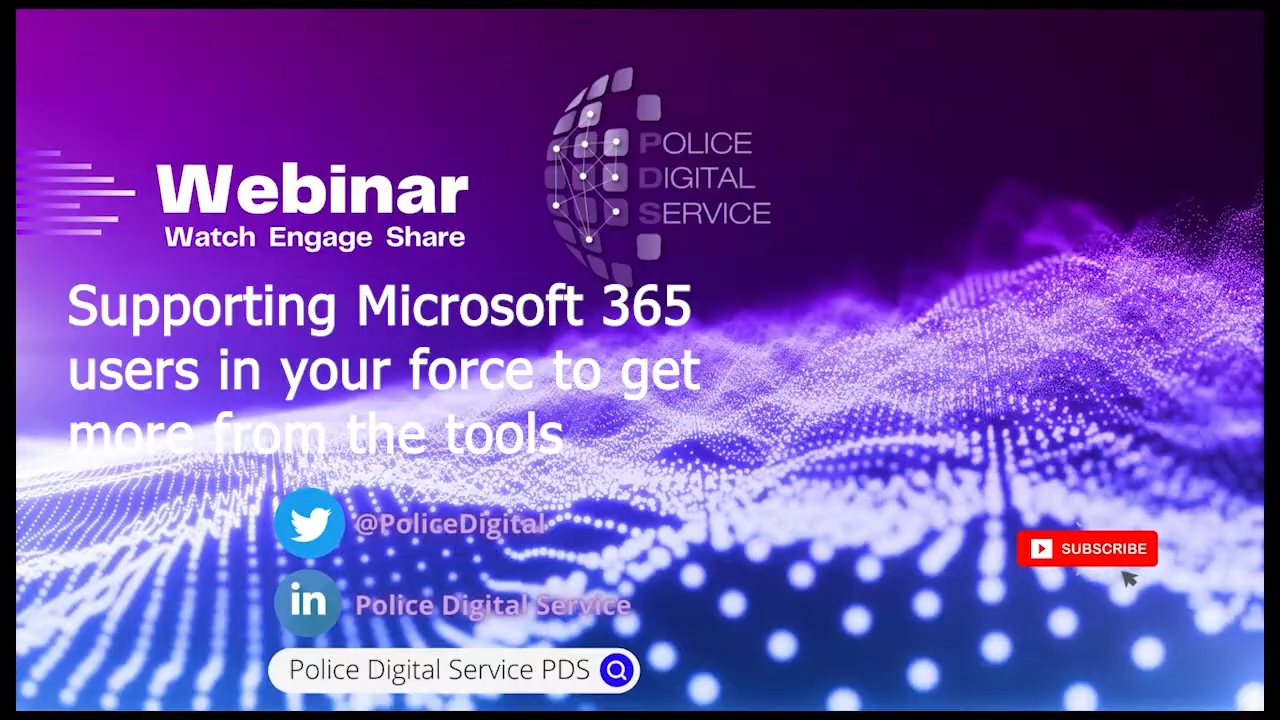 POLICE
DIGITAL
SERVICE
Webinar
Watch Engage Share
Supporting Microsoft 365
users in your force to get
more from the tools
@PoliceDigital
in Police Digital Service
SUBSCRIBE
Police Digital Service PDS